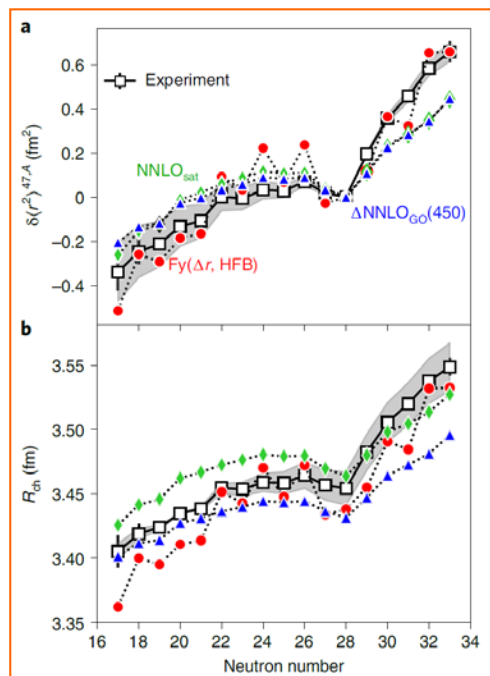 a
δ⟨r²⟩⁴⁷,ᴬ (fm²)
0.6
0.4
0.2
0
−0.2
−0.4
Experiment
NNLOsat
ΔNNLOGO(450)
Fy(Δr, HFB)
b
Rch (fm)
3.55
3.50
3.45
3.40
3.35
16 18 20 22 24 26 28 30 32 34
Neutron number